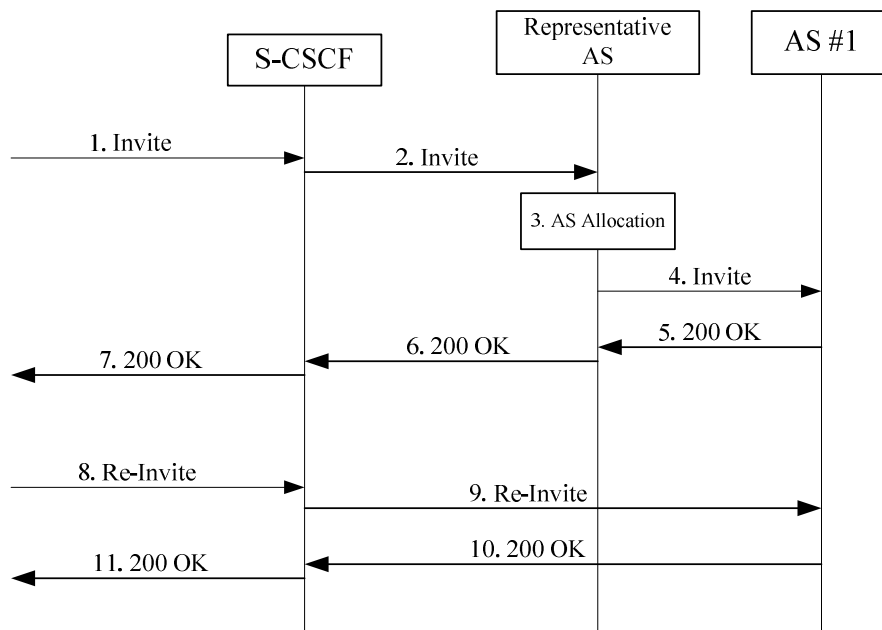 S-CSCF
Representative
AS
AS #1
1. Invite
2. Invite
3. AS Allocation
4. Invite
5. 200 OK
6. 200 OK
7. 200 OK
8. Re-Invite
9. Re-Invite
10. 200 OK
11. 200 OK